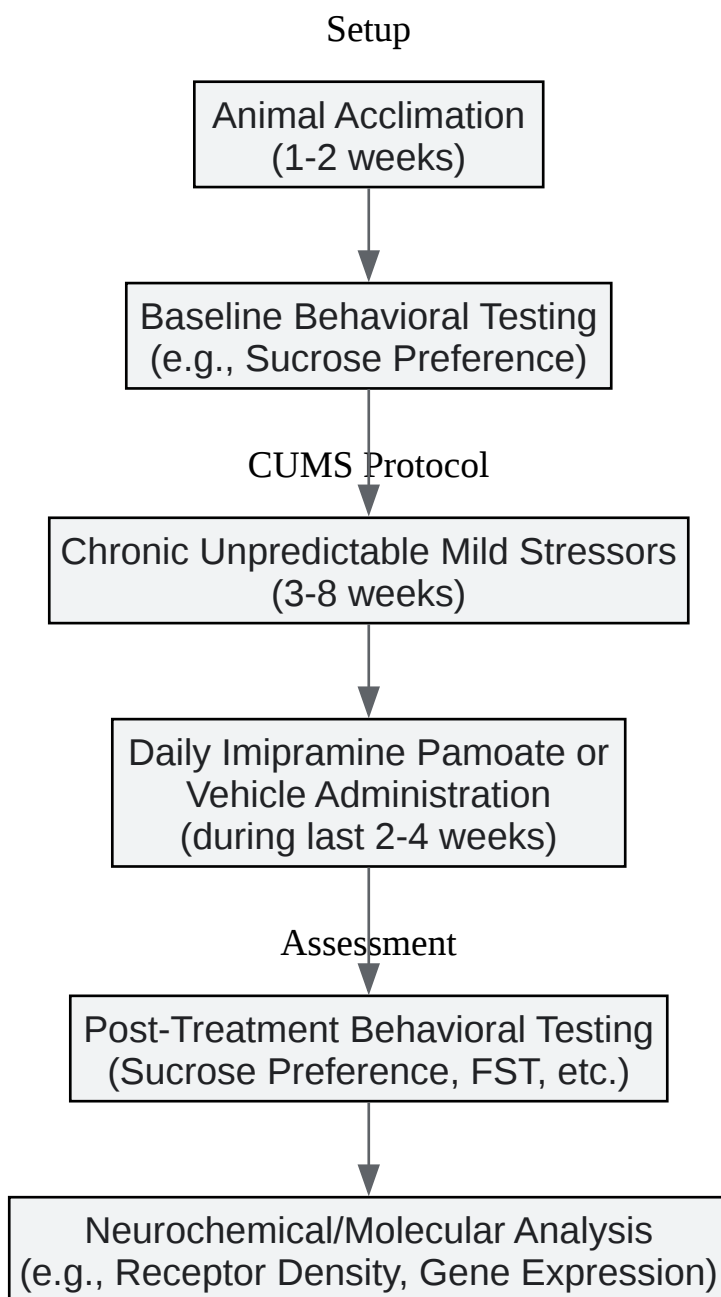 Setup
Animal Acclimation
(1-2 weeks)
Baseline Behavioral Testing
(e.g., Sucrose Preference)
CUMS Protocol
Chronic Unpredictable Mild Stressors
(3-8 weeks)
Daily Imipramine Pamoate or
Vehicle Administration
(during last 2-4 weeks)
Assessment
Post-Treatment Behavioral Testing
(Sucrose Preference, FST, etc.)
Neurochemical/Molecular Analysis
(e.g., Receptor Density, Gene Expression)